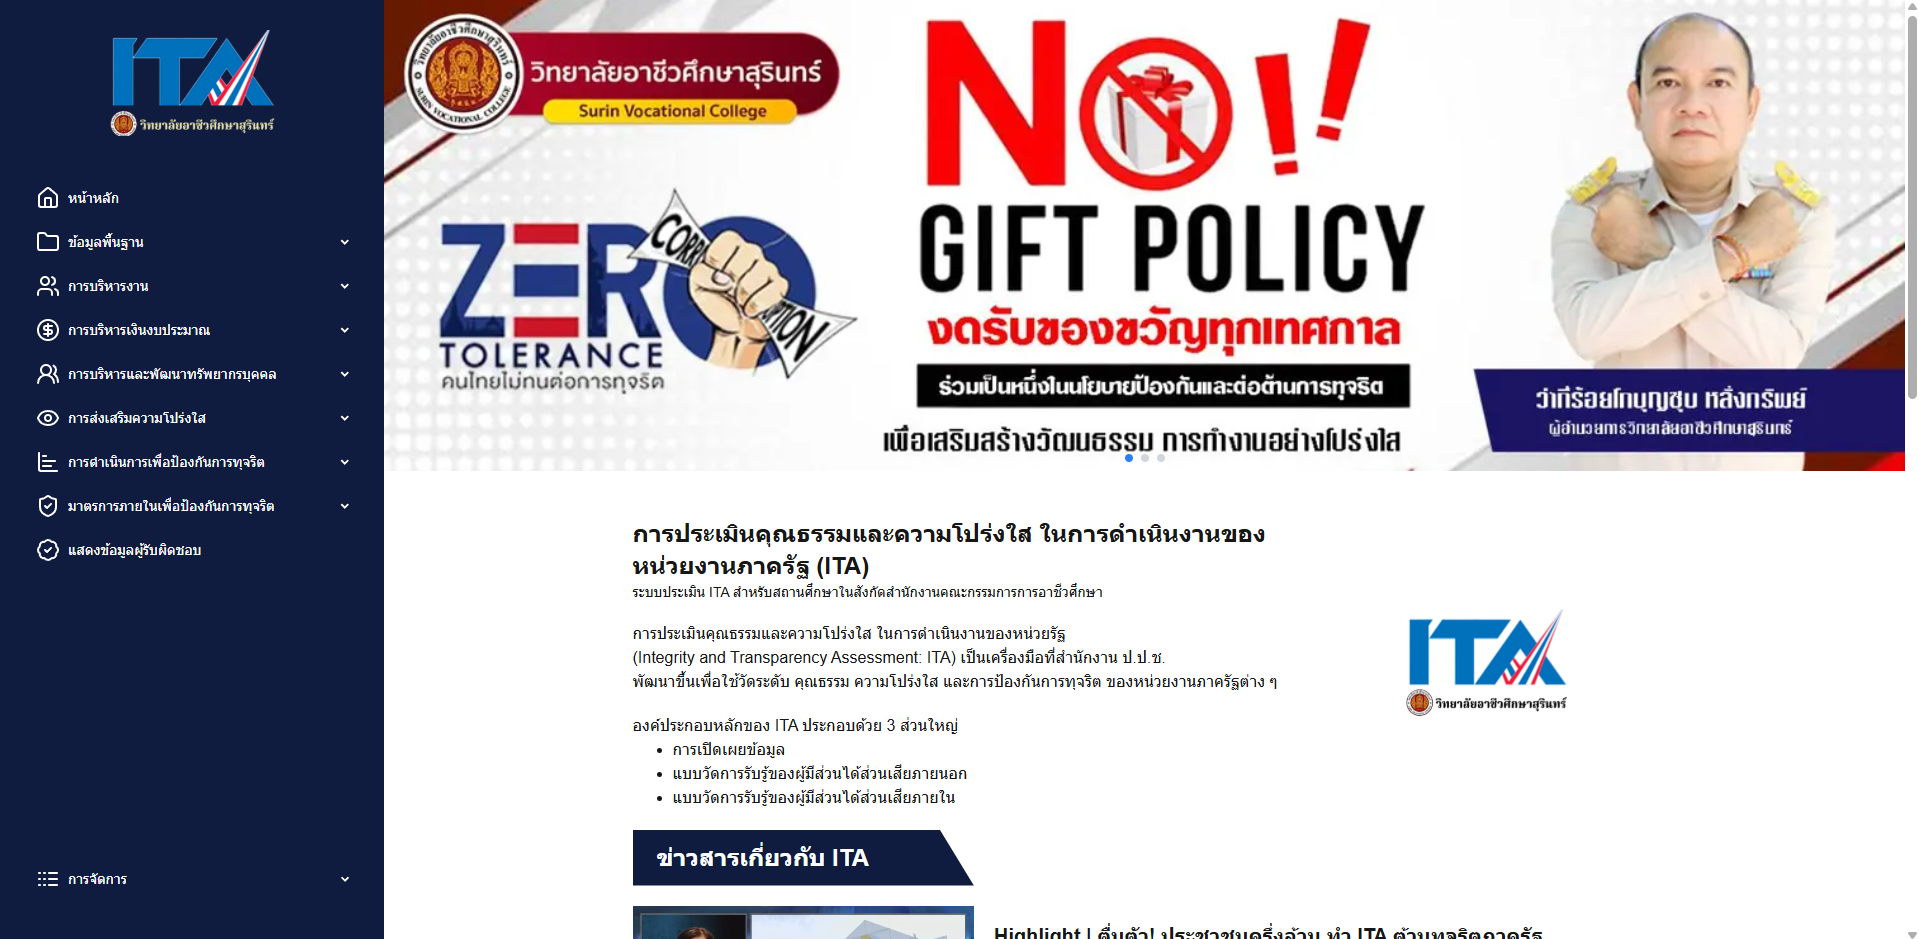 ITA
วิทยาลัยอาชีวศึกษาสุรินทร์
หน้าหลัก
ข้อมูลพื้นฐาน
การบริหารงาน
การบริหารเงินงบประมาณ
การบริหารและพัฒนาทรัพยากรบุคคล
การส่งเสริมความโปร่งใส
การดำเนินการเพื่อป้องกันการทุจริต
มาตรการภายในเพื่อป้องกันการทุจริต
แสดงข้อมูลผู้รับผิดชอบ
การจัดการ
วิทยาลัยอาชีวศึกษาสุรินทร์
SURIN VOCATIONAL COLLEGE
วิทยาลัยอาชีวศึกษาสุรินทร์
Surin Vocational College
ZERO
CORRUPTION
TOLERANCE
คนไทยไม่ทนต่อการทุจริต
NO!!
GIFT POLICY
งดรับของขวัญทุกเทศกาล
ร่วมเป็นหนึ่งในนโยบายป้องกันและต่อต้านการทุจริต
เพื่อเสริมสร้างวัฒนธรรม การทำงานอย่างโปร่งใส
ว่าที่ร้อยโทบุญชุบ หลั่งทรัพย์
ผู้อำนวยการวิทยาลัยอาชีวศึกษาสุรินทร์
การประเมินคุณธรรมและความโปร่งใส ในการดำเนินงานของ
หน่วยงานภาครัฐ (ITA)
ระบบประเมิน ITA สำหรับสถานศึกษาในสังกัดสำนักงานคณะกรรมการการอาชีวศึกษา
การประเมินคุณธรรมและความโปร่งใส ในการดำเนินงานของหน่วยรัฐ
(Integrity and Transparency Assessment: ITA) เป็นเครื่องมือที่สำนักงาน ป.ป.ช.
พัฒนาขึ้นเพื่อใช้วัดระดับ คุณธรรม ความโปร่งใส และการป้องกันการทุจริต ของหน่วยงานภาครัฐต่าง ๆ
องค์ประกอบหลักของ ITA ประกอบด้วย 3 ส่วนใหญ่
การเปิดเผยข้อมูล
แบบวัดการรับรู้ของผู้มีส่วนได้ส่วนเสียภายนอก
แบบวัดการรับรู้ของผู้มีส่วนได้ส่วนเสียภายใน
ITA
วิทยาลัยอาชีวศึกษาสุรินทร์
ข่าวสารเกี่ยวกับ ITA
Highlight | ตื่นตัว! ประชาชนครึ่งล้าน ทำ ITA ต้านทุจริตภาครัฐ